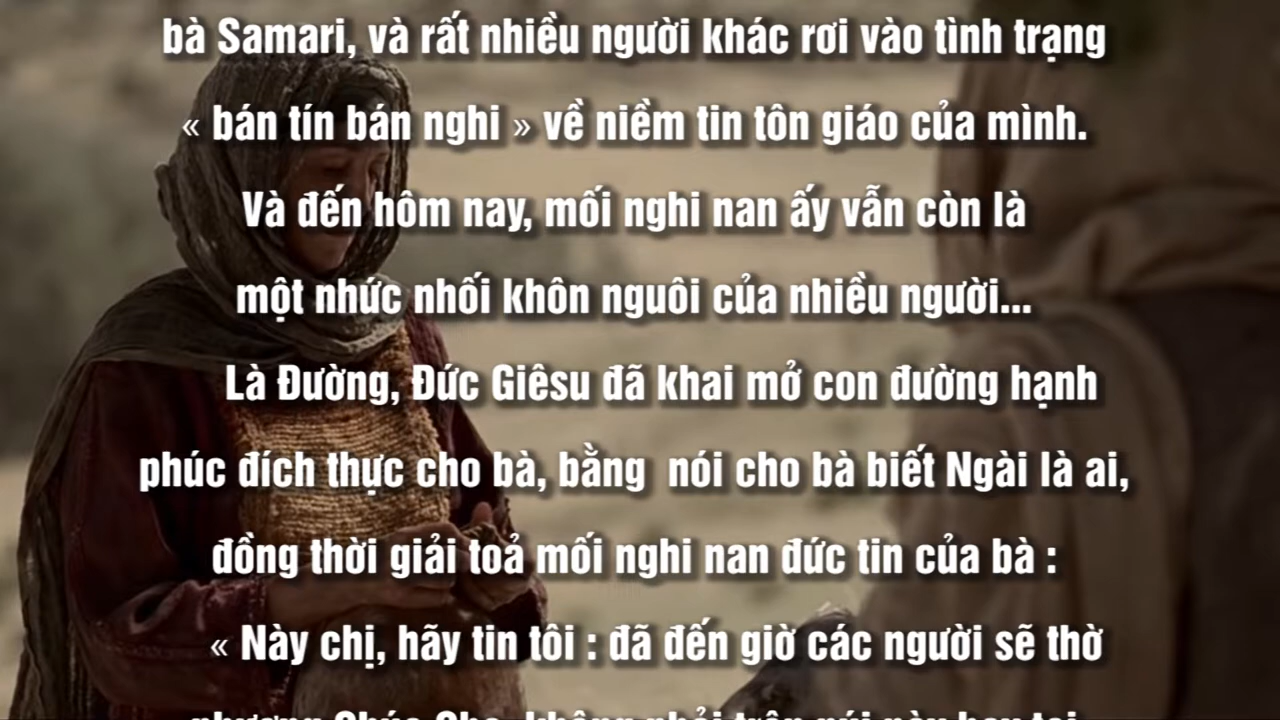 bà Samari, và rất nhiều người khác rơi vào tình trạng
« bán tín bán nghi » về niềm tin tôn giáo của mình.
Và đến hôm nay, mối nghi nan ấy vẫn còn là
một nhức nhối khôn nguôi của nhiều người...
Là Đường, Đức Giêsu đã khai mở con đường hạnh
phúc đích thực cho bà, bằng  nói cho bà biết Ngài là ai,
đồng thời giải toả mối nghi nan đức tin của bà :
« Này chị, hãy tin tôi : đã đến giờ các người sẽ thờ